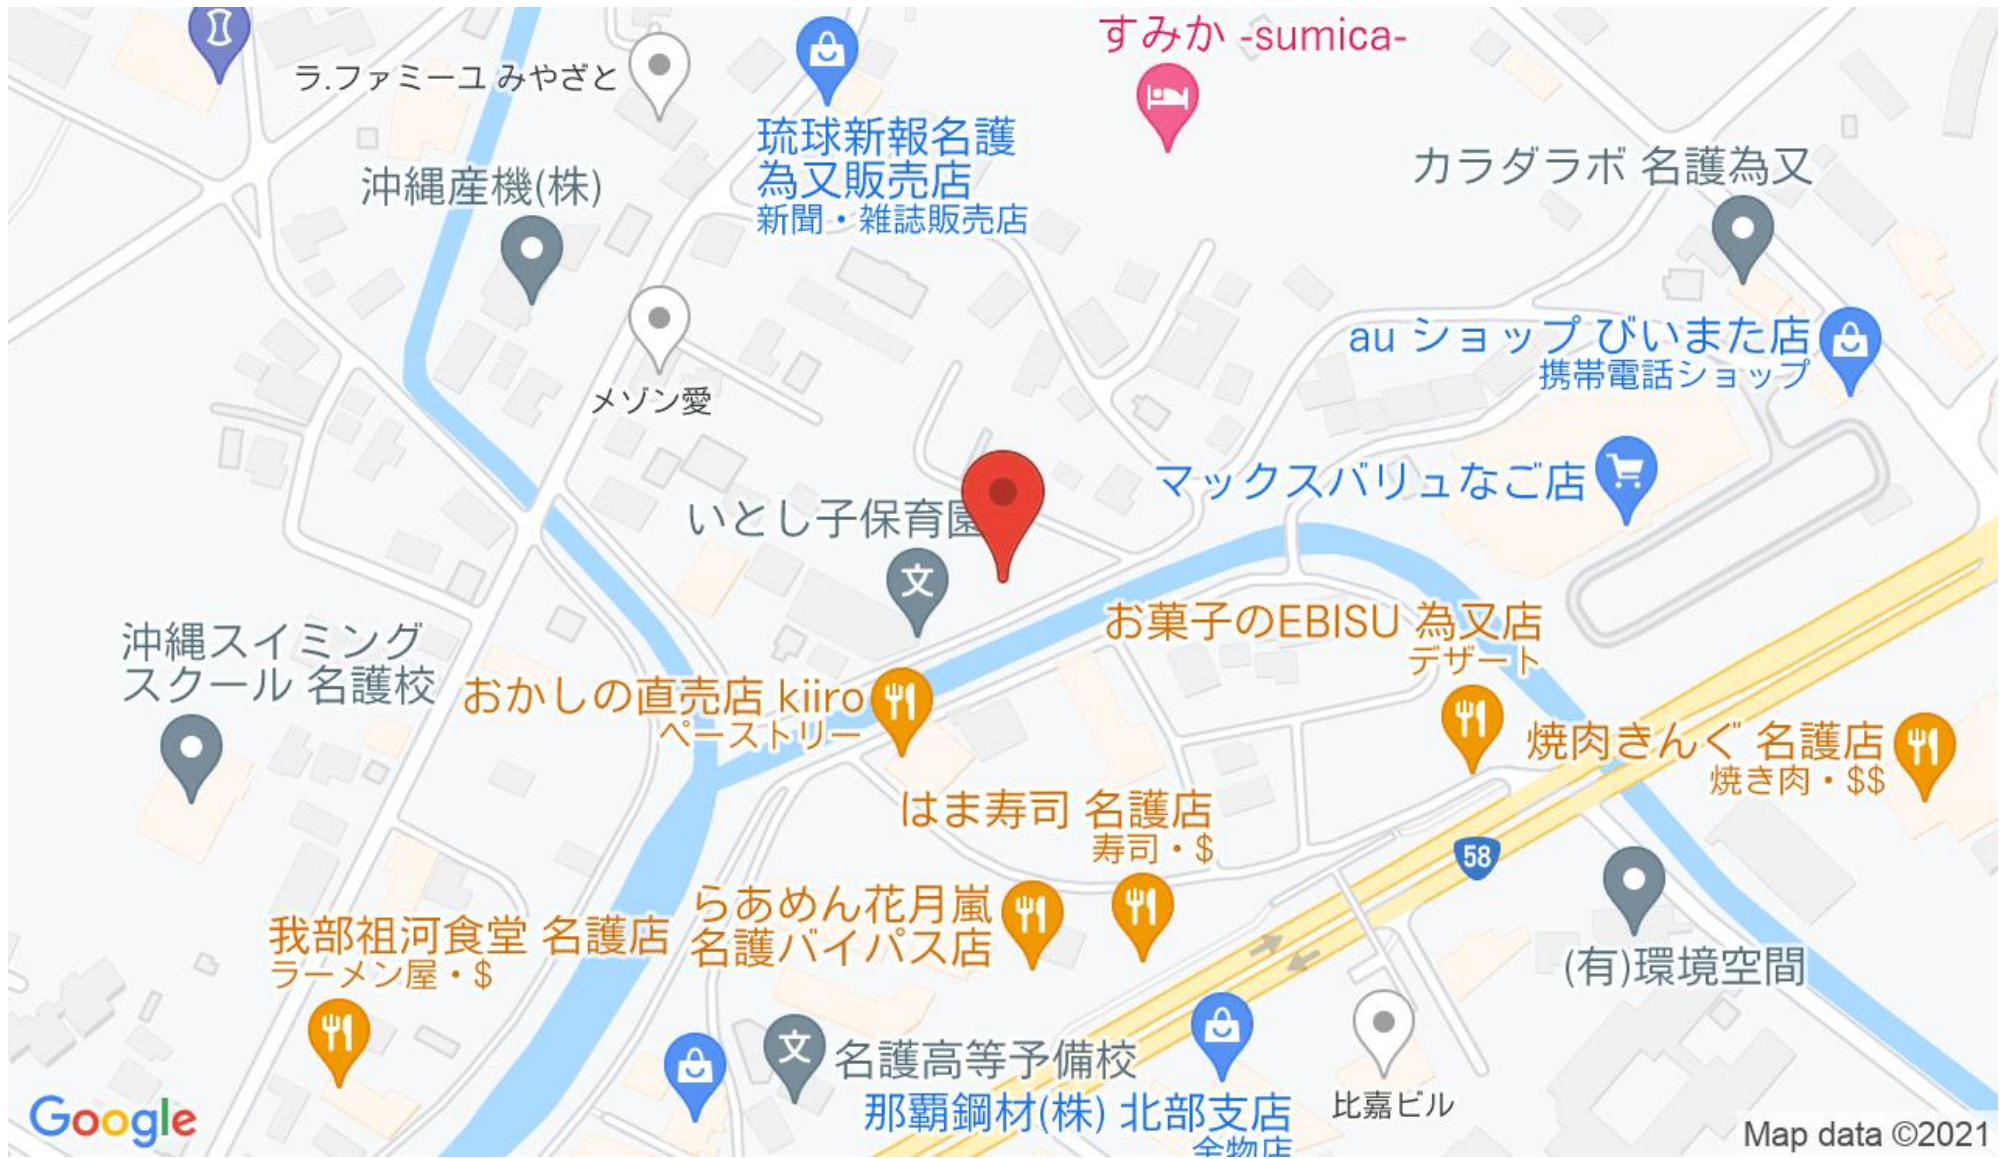 すみか -sumica-
ラ.ファミーユ みやざと
琉球新報名護
為又販売店
新聞・雑誌販売店
沖縄産機(株)
カラダラボ 名護為又
au ショップ びいまた店
携帯電話ショップ
メゾン愛
マックスバリュなご店
いとし子保育園
文
お菓子のEBISU 為又店
デザート
沖縄スイミング
スクール 名護校
おかしの直売店 kiiro
ペーストリー
焼肉きんぐ 名護店
焼き肉・$$
はま寿司 名護店
寿司・$
58
らあめん花月嵐
名護バイパス店
我部祖河食堂 名護店
ラーメン屋・$
(有)環境空間
文
名護高等予備校
那覇鋼材(株) 北部支店
金物店
比嘉ビル
Google
Map data ©2021